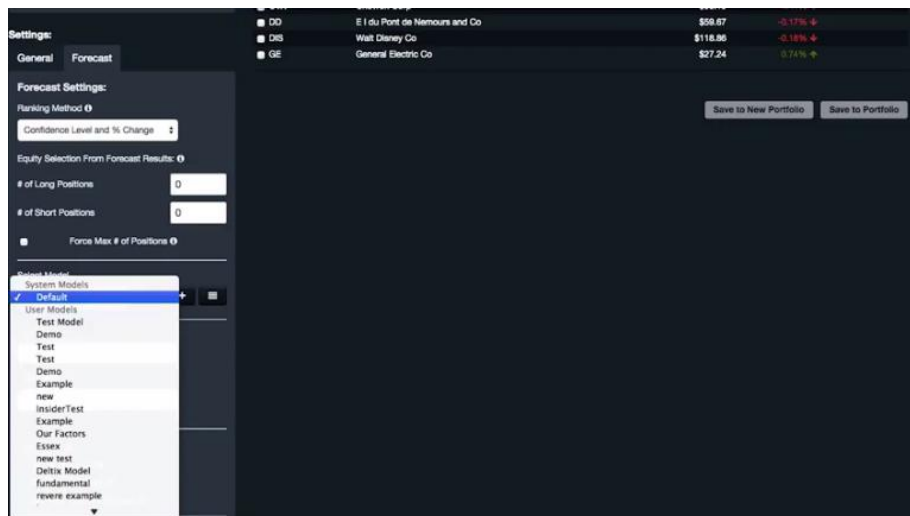 DD E I du Pont de Nemours and Co $59.67 -0.17%
Settings:
DIS Walt Disney Co $118.86 -0.18%
General Forecast
GE General Electric Co $27.24 0.74%
Forecast Settings:
Ranking Method
Save to New Portfolio Save to Portfolio
Confidence Level and % Change
Equity Selection From Forecast Results:
# of Long Positions 0
# of Short Positions 0
Force Max # of Positions
Select Model
System Models
✓ Default
User Models
Test Model
Demo
Test
Test
Demo
Example
new
InsiderTest
Example
Our Factors
Essex
new test
Deltix Model
fundamental
revere example